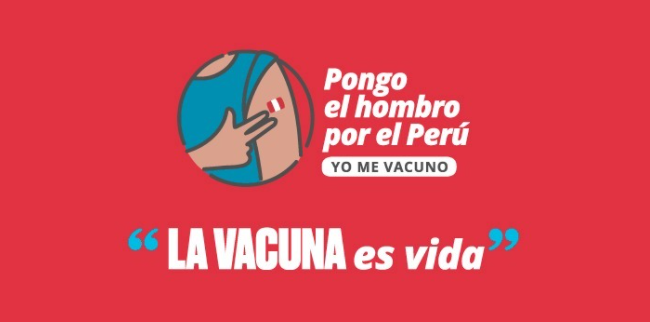 Pongo
el hombro
por el Perú
YO ME VACUNO
“LA VACUNA es vida”